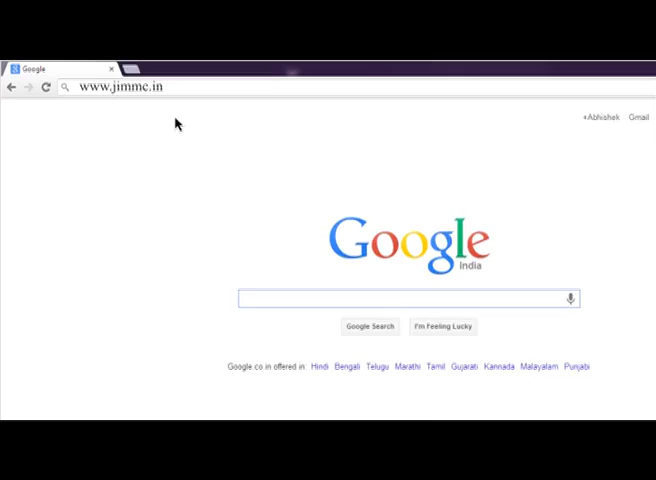 Google
www.jimmc.in
+Abhishek Gmail
Google
India
Google Search I'm Feeling Lucky
Google.co.in offered in: Hindi Bengali Telugu Marathi Tamil Gujarati Kannada Malayalam Punjabi